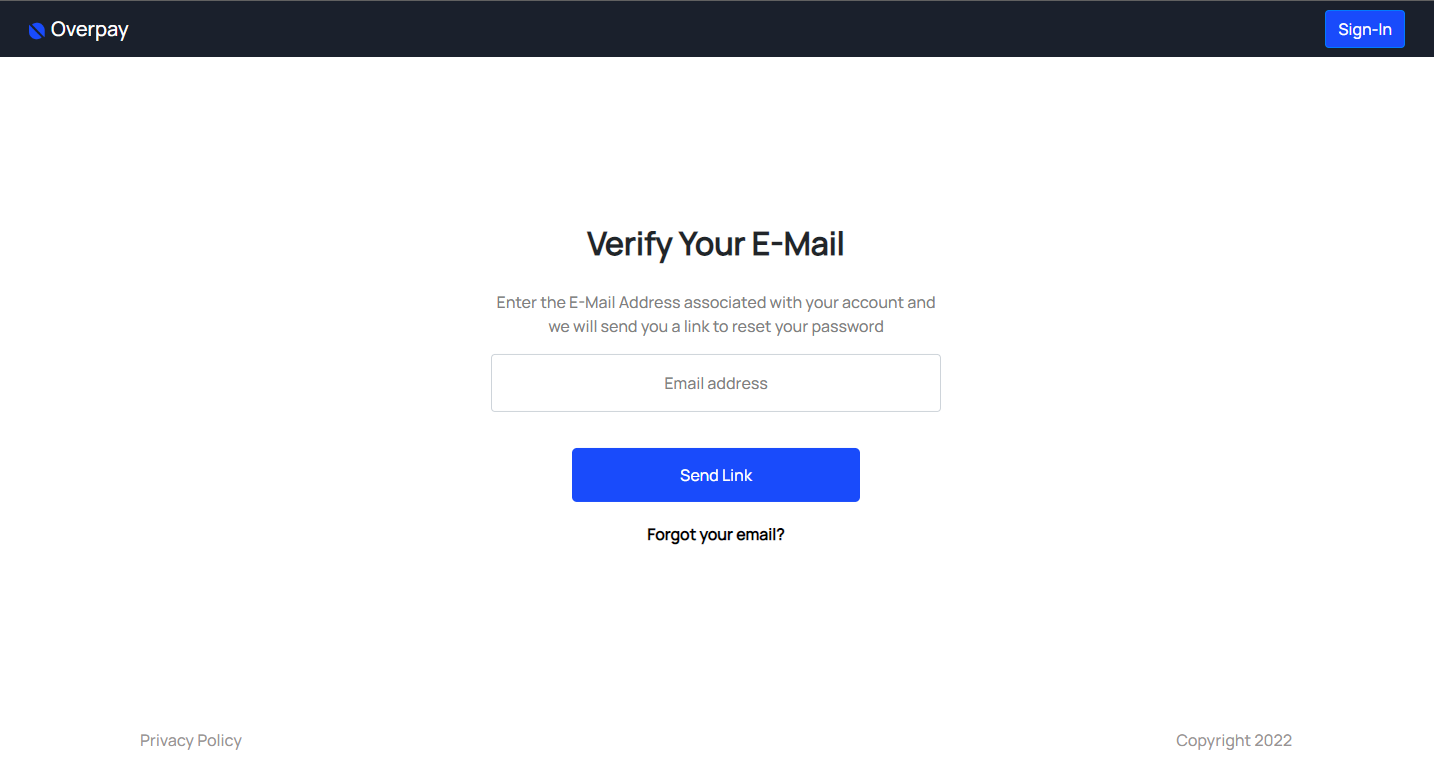 Overpay
Sign-In
Verify Your E-Mail
Enter the E-Mail Address associated with your account and
we will send you a link to reset your password
Email address
Send Link
Forgot your email?
Privacy Policy
Copyright 2022